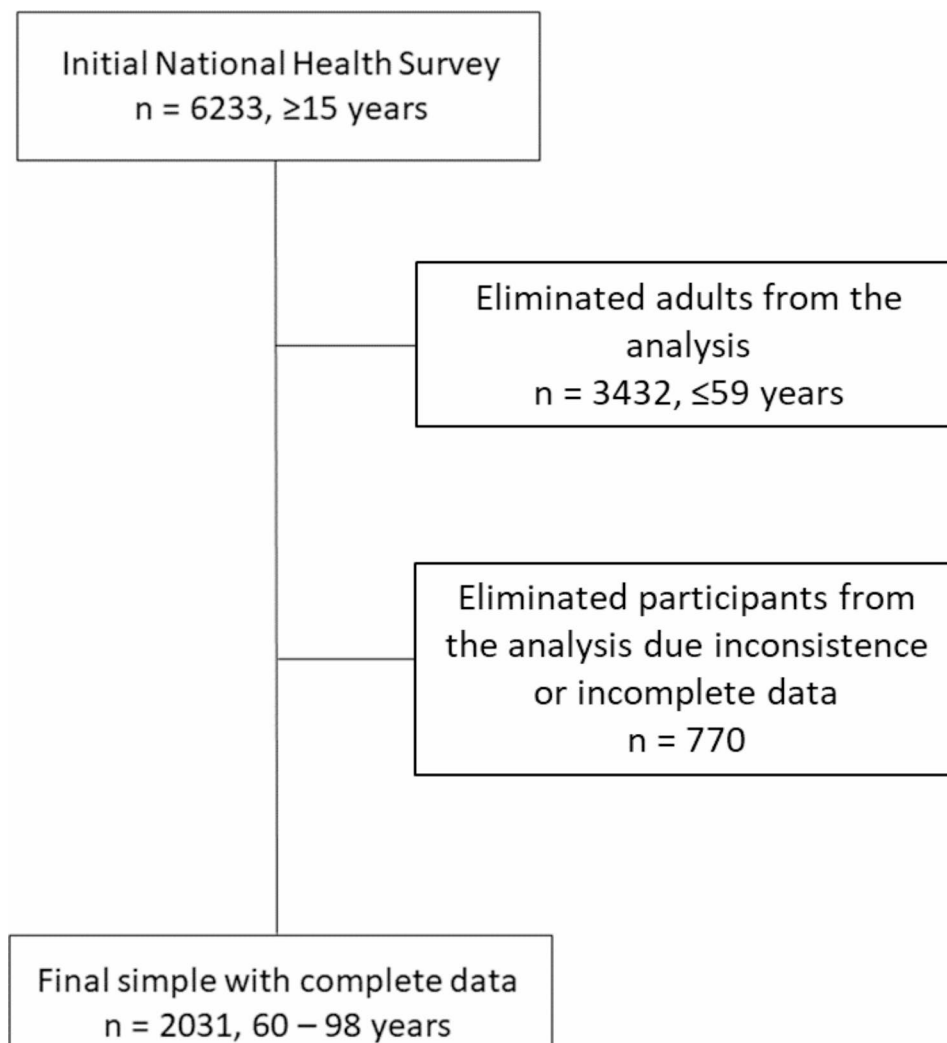 Initial National Health Survey
n = 6233, ≥15 years
Eliminated adults from the
analysis
n = 3432, ≤59 years
Eliminated participants from
the analysis due inconsistence
or incomplete data
n = 770
Final simple with complete data
n = 2031, 60 – 98 years